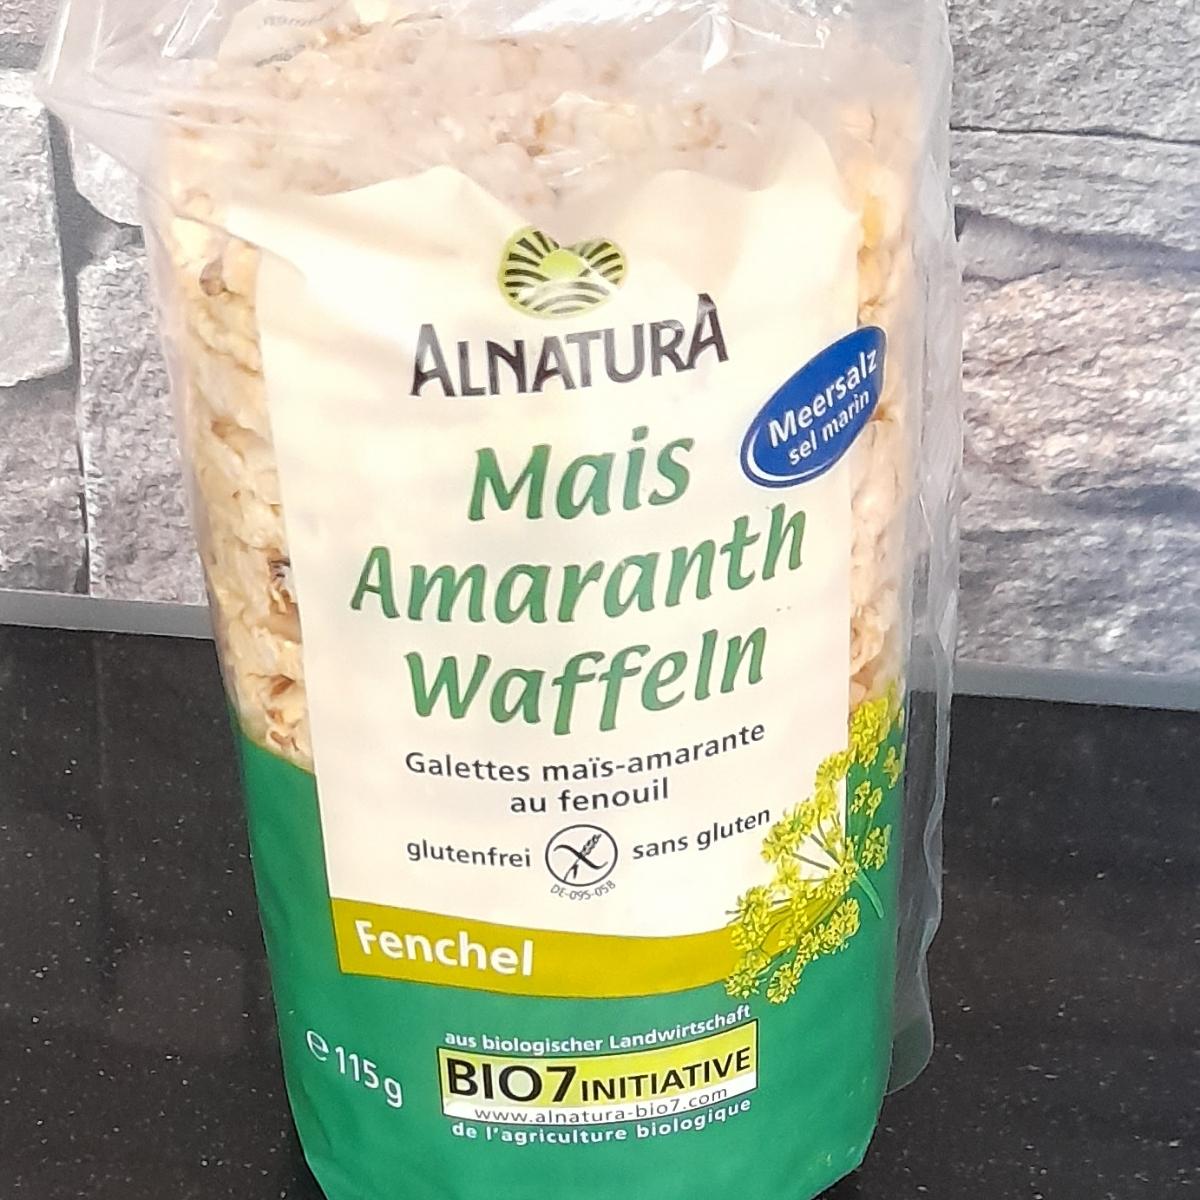 ALNATURA
Meersalz
sel marin
Mais
Amaranth
Waffeln
Galettes maïs-amarante
au fenouil
glutenfrei
sans gluten
DE-095-058
Fenchel
℮ 115 g
aus biologischer Landwirtschaft
BIO7 INITIATIVE
www.alnatura-bio7.com
de l'agriculture biologique